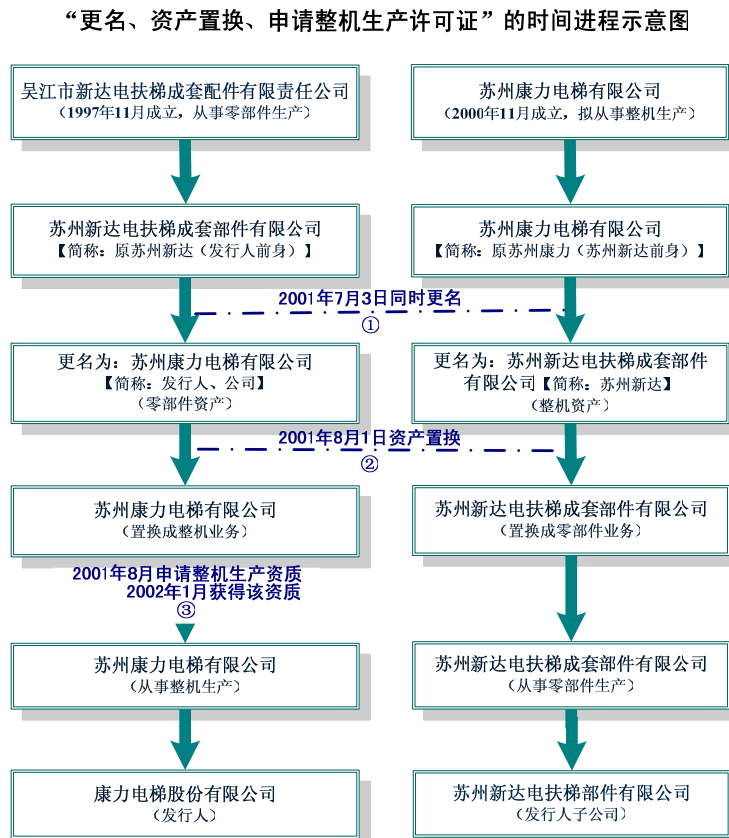 “更名、资产置换、申请整机生产许可证”的时间进程示意图
吴江市新达电扶梯成套配件有限责任公司
（1997年11月成立，从事零部件生产）
苏州康力电梯有限公司
（2000年11月成立，拟从事整机生产）
苏州新达电扶梯成套部件有限公司
【简称：原苏州新达（发行人前身）】
苏州康力电梯有限公司
【简称：原苏州康力（苏州新达前身）】
2001年7月3日同时更名
①
更名为：苏州康力电梯有限公司
【简称：发行人、公司】
（零部件资产）
更名为：苏州新达电扶梯成套部件
有限公司【简称：苏州新达】
（整机资产）
2001年8月1日资产置换
②
苏州康力电梯有限公司
（置换成整机业务）
苏州新达电扶梯成套部件有限公司
（置换成零部件业务）
2001年8月申请整机生产资质
2002年1月获得该资质
③
苏州康力电梯有限公司
（从事整机生产）
苏州新达电扶梯成套部件有限公司
（从事零部件生产）
康力电梯股份有限公司
（发行人）
苏州新达电扶梯部件有限公司
（发行人子公司）